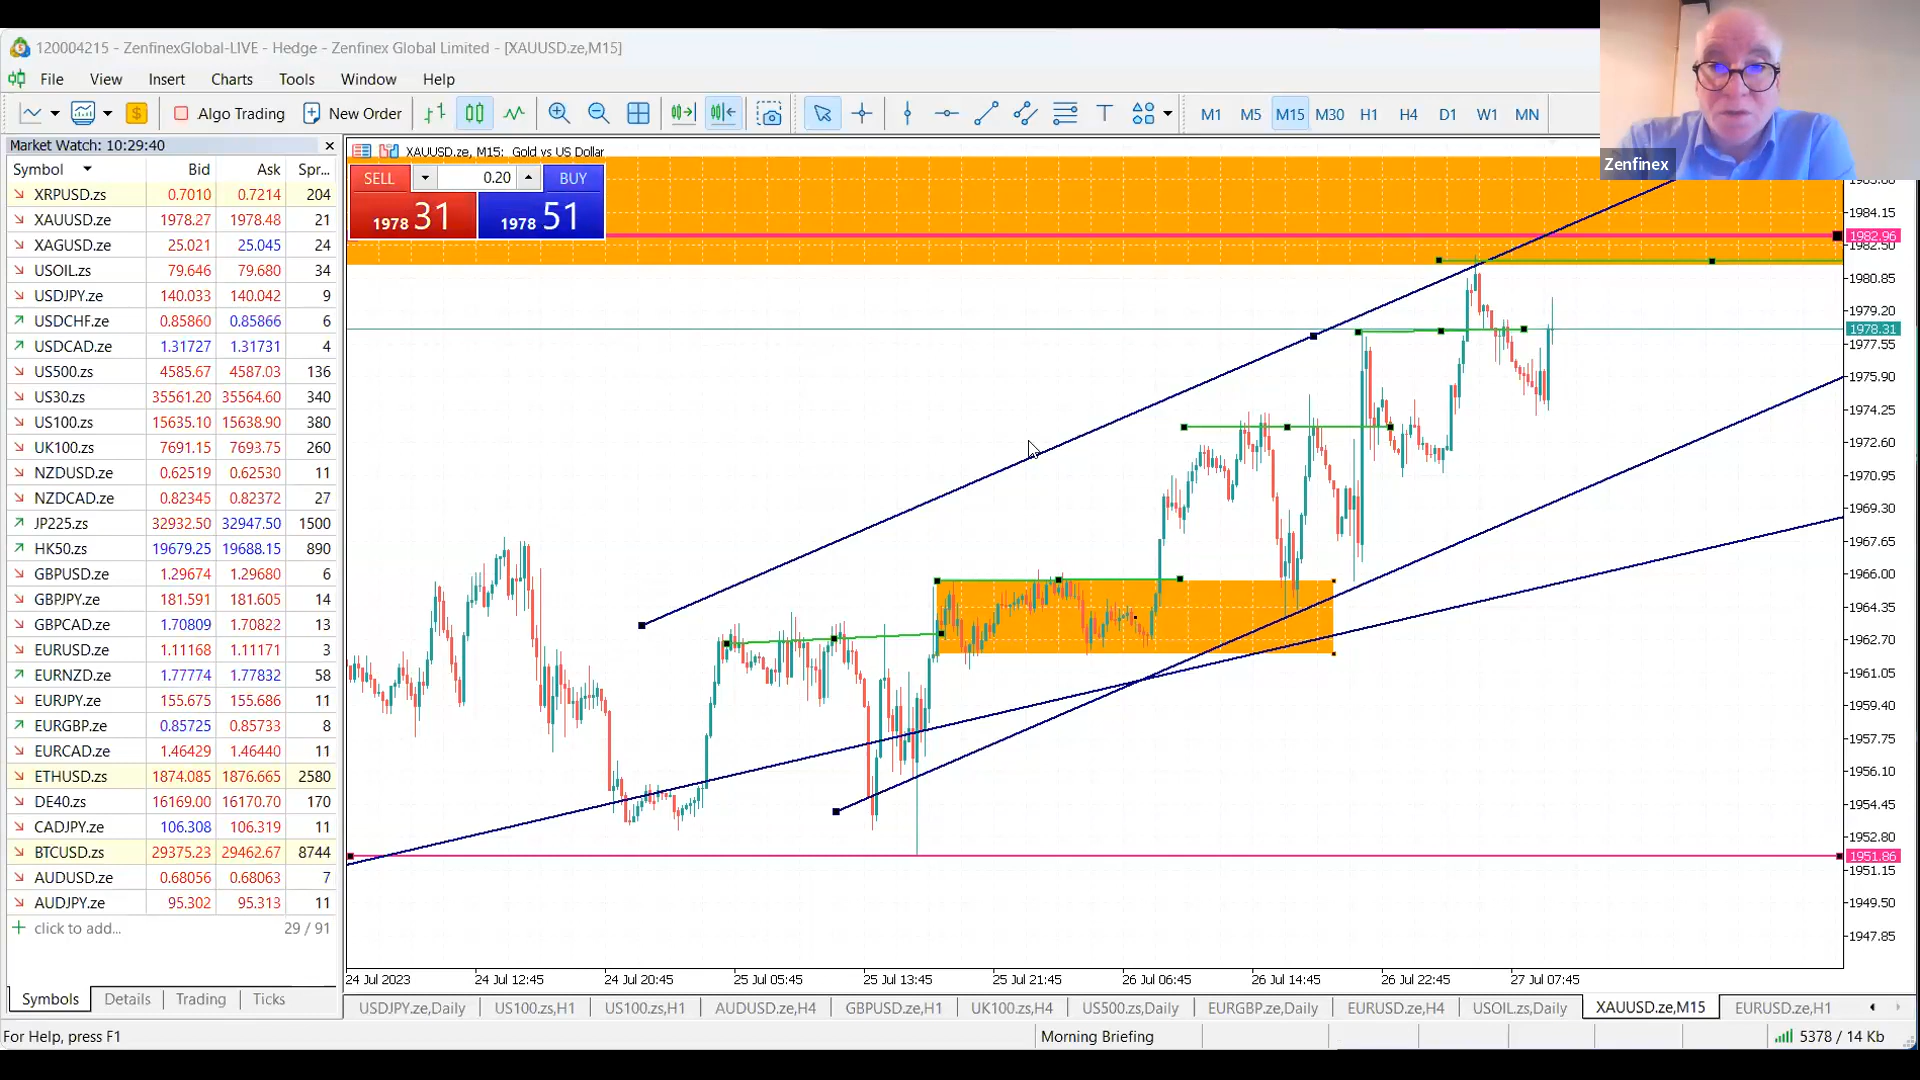 120004215 - ZenfinexGlobal-LIVE - Hedge - Zenfinex Global Limited - [XAUUSD.ze,M15]
File View Insert Charts Tools Window Help
Algo Trading New Order T M1 M5 M15 M30 H1 H4 D1 W1 MN
Zenfinex
Market Watch: 10:29:40
Symbol Bid Ask Spr...
XRPUSD.zs 0.7010 0.7214 204
XAUUSD.ze 1978.27 1978.48 21
XAGUSD.ze 25.021 25.045 24
USOIL.zs 79.646 79.680 34
USDJPY.ze 140.033 140.042 9
USDCHF.ze 0.85860 0.85866 6
USDCAD.ze 1.31727 1.31731 4
US500.zs 4585.67 4587.03 136
US30.zs 35561.20 35564.60 340
US100.zs 15635.10 15638.90 380
UK100.zs 7691.15 7693.75 260
NZDUSD.ze 0.62519 0.62530 11
NZDCAD.ze 0.82345 0.82372 27
JP225.zs 32932.50 32947.50 1500
HK50.zs 19679.25 19688.15 890
GBPUSD.ze 1.29674 1.29680 6
GBPJPY.ze 181.591 181.605 14
GBPCAD.ze 1.70809 1.70822 13
EURUSD.ze 1.11168 1.11171 3
EURNZD.ze 1.77774 1.77832 58
EURJPY.ze 155.675 155.686 11
EURGBP.ze 0.85725 0.85733 8
EURCAD.ze 1.46429 1.46440 11
ETHUSD.zs 1874.085 1876.665 2580
DE40.zs 16169.00 16170.70 170
CADJPY.ze 106.308 106.319 11
BTCUSD.zs 29375.23 29462.67 8744
AUDUSD.ze 0.68056 0.68063 7
AUDJPY.ze 95.302 95.313 11
click to add... 29 / 91
Symbols Details Trading Ticks
XAUUSD.ze, M15: Gold vs US Dollar
SELL 0.20 BUY
1978 31 1978 51
1984.15
1982.96
1982.50
1980.85
1979.20
1978.31
1977.55
1975.90
1974.25
1972.60
1970.95
1969.30
1967.65
1966.00
1964.35
1962.70
1961.05
1959.40
1957.75
1956.10
1954.45
1952.80
1951.86
1951.15
1949.50
1947.85
24 Jul 2023 24 Jul 12:45 24 Jul 20:45 25 Jul 05:45 25 Jul 13:45 25 Jul 21:45 26 Jul 06:45 26 Jul 14:45 26 Jul 22:45 27 Jul 07:45
USDJPY.ze,Daily US100.zs,H1 US100.zs,H1 AUDUSD.ze,H4 GBPUSD.ze,H1 UK100.zs,H4 US500.zs,Daily EURGBP.ze,Daily EURUSD.ze,H4 USOIL.zs,Daily XAUUSD.ze,M15 EURUSD.ze,H1
For Help, press F1 Morning Briefing 5378 / 14 Kb